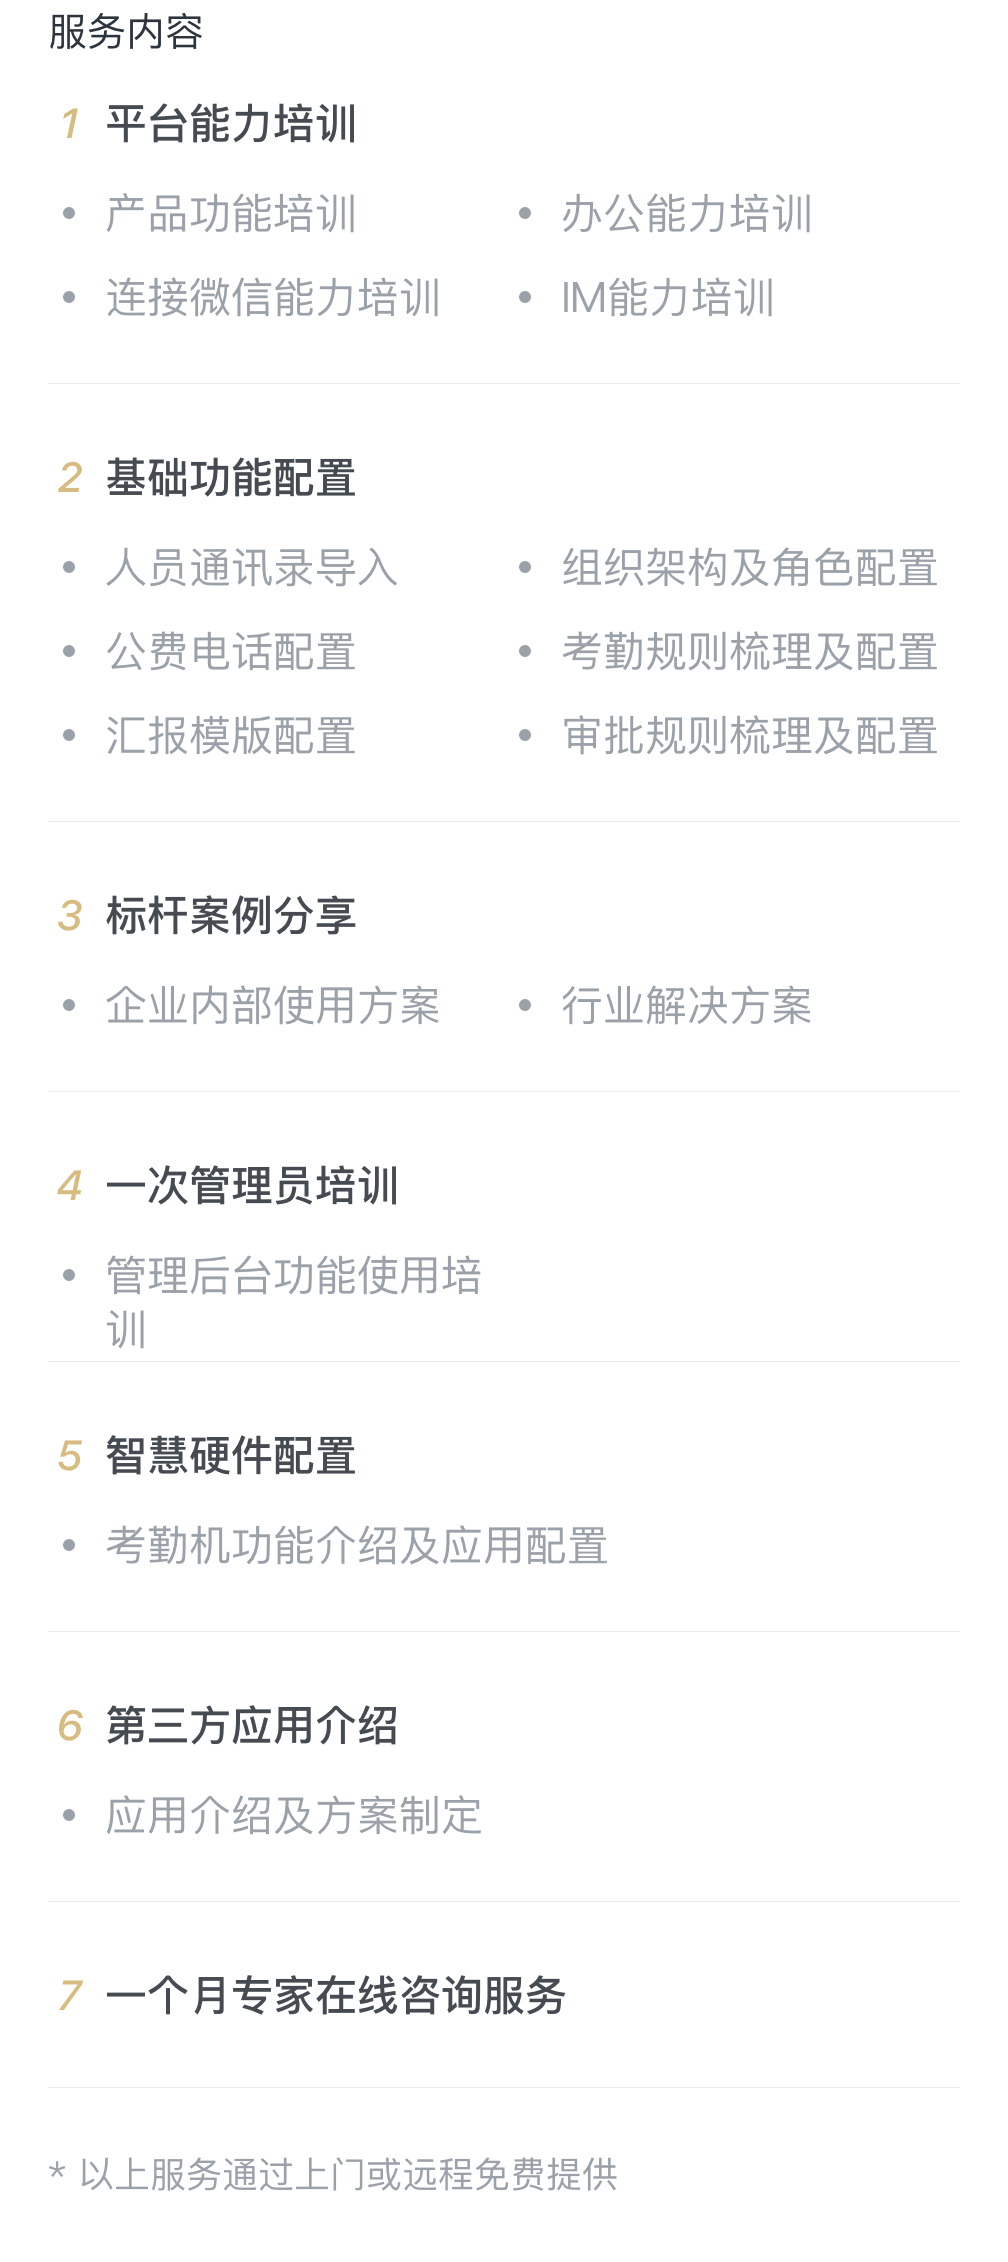 服务内容
1 平台能力培训
• 产品功能培训 • 办公能力培训
• 连接微信能力培训 • IM能力培训
2 基础功能配置
• 人员通讯录导入 • 组织架构及角色配置
• 公费电话配置 • 考勤规则梳理及配置
• 汇报模版配置 • 审批规则梳理及配置
3 标杆案例分享
• 企业内部使用方案 • 行业解决方案
4 一次管理员培训
• 管理后台功能使用培
训
5 智慧硬件配置
• 考勤机功能介绍及应用配置
6 第三方应用介绍
• 应用介绍及方案制定
7 一个月专家在线咨询服务
* 以上服务通过上门或远程免费提供